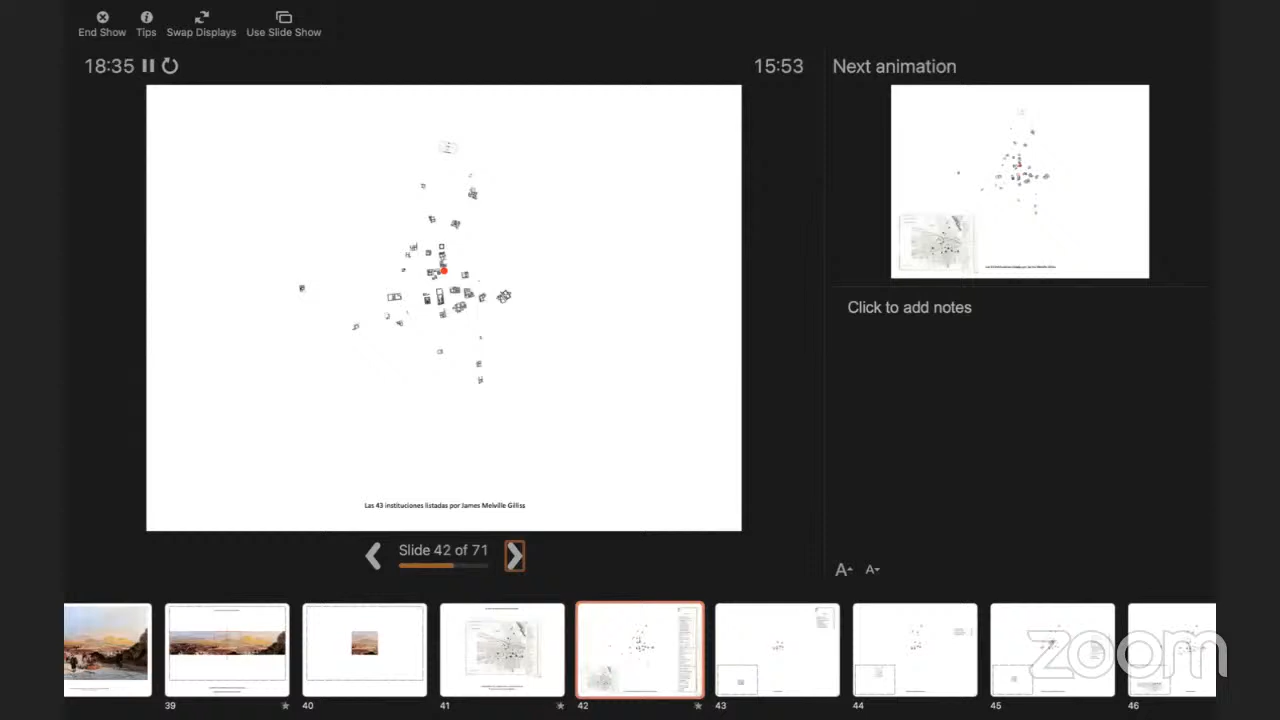 End Show
Tips
Swap Displays
Use Slide Show
18:35
15:53
Next animation
Las 43 instituciones listadas por James Melville Gilliss
Click to add notes
Slide 42 of 71
A
A
39
40
41
42
43
44
45
46
zoom